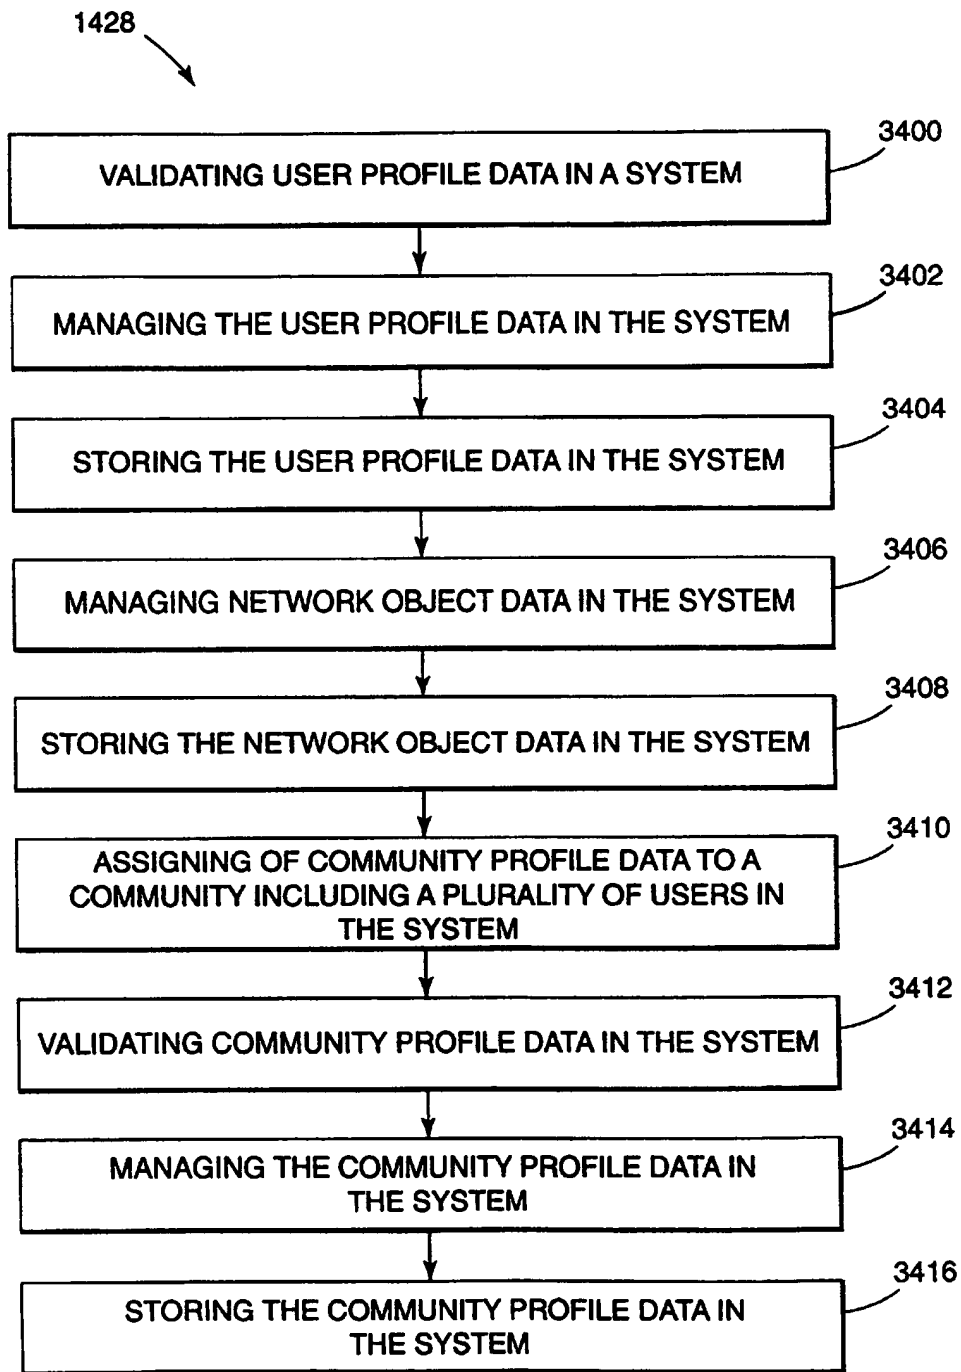 1428
3400
VALIDATING USER PROFILE DATA IN A SYSTEM
3402
MANAGING THE USER PROFILE DATA IN THE SYSTEM
3404
STORING THE USER PROFILE DATA IN THE SYSTEM
3406
MANAGING NETWORK OBJECT DATA IN THE SYSTEM
3408
STORING THE NETWORK OBJECT DATA IN THE SYSTEM
3410
ASSIGNING OF COMMUNITY PROFILE DATA TO A
COMMUNITY INCLUDING A PLURALITY OF USERS IN
THE SYSTEM
3412
VALIDATING COMMUNITY PROFILE DATA IN THE SYSTEM
3414
MANAGING THE COMMUNITY PROFILE DATA IN
THE SYSTEM
3416
STORING THE COMMUNITY PROFILE DATA IN
THE SYSTEM